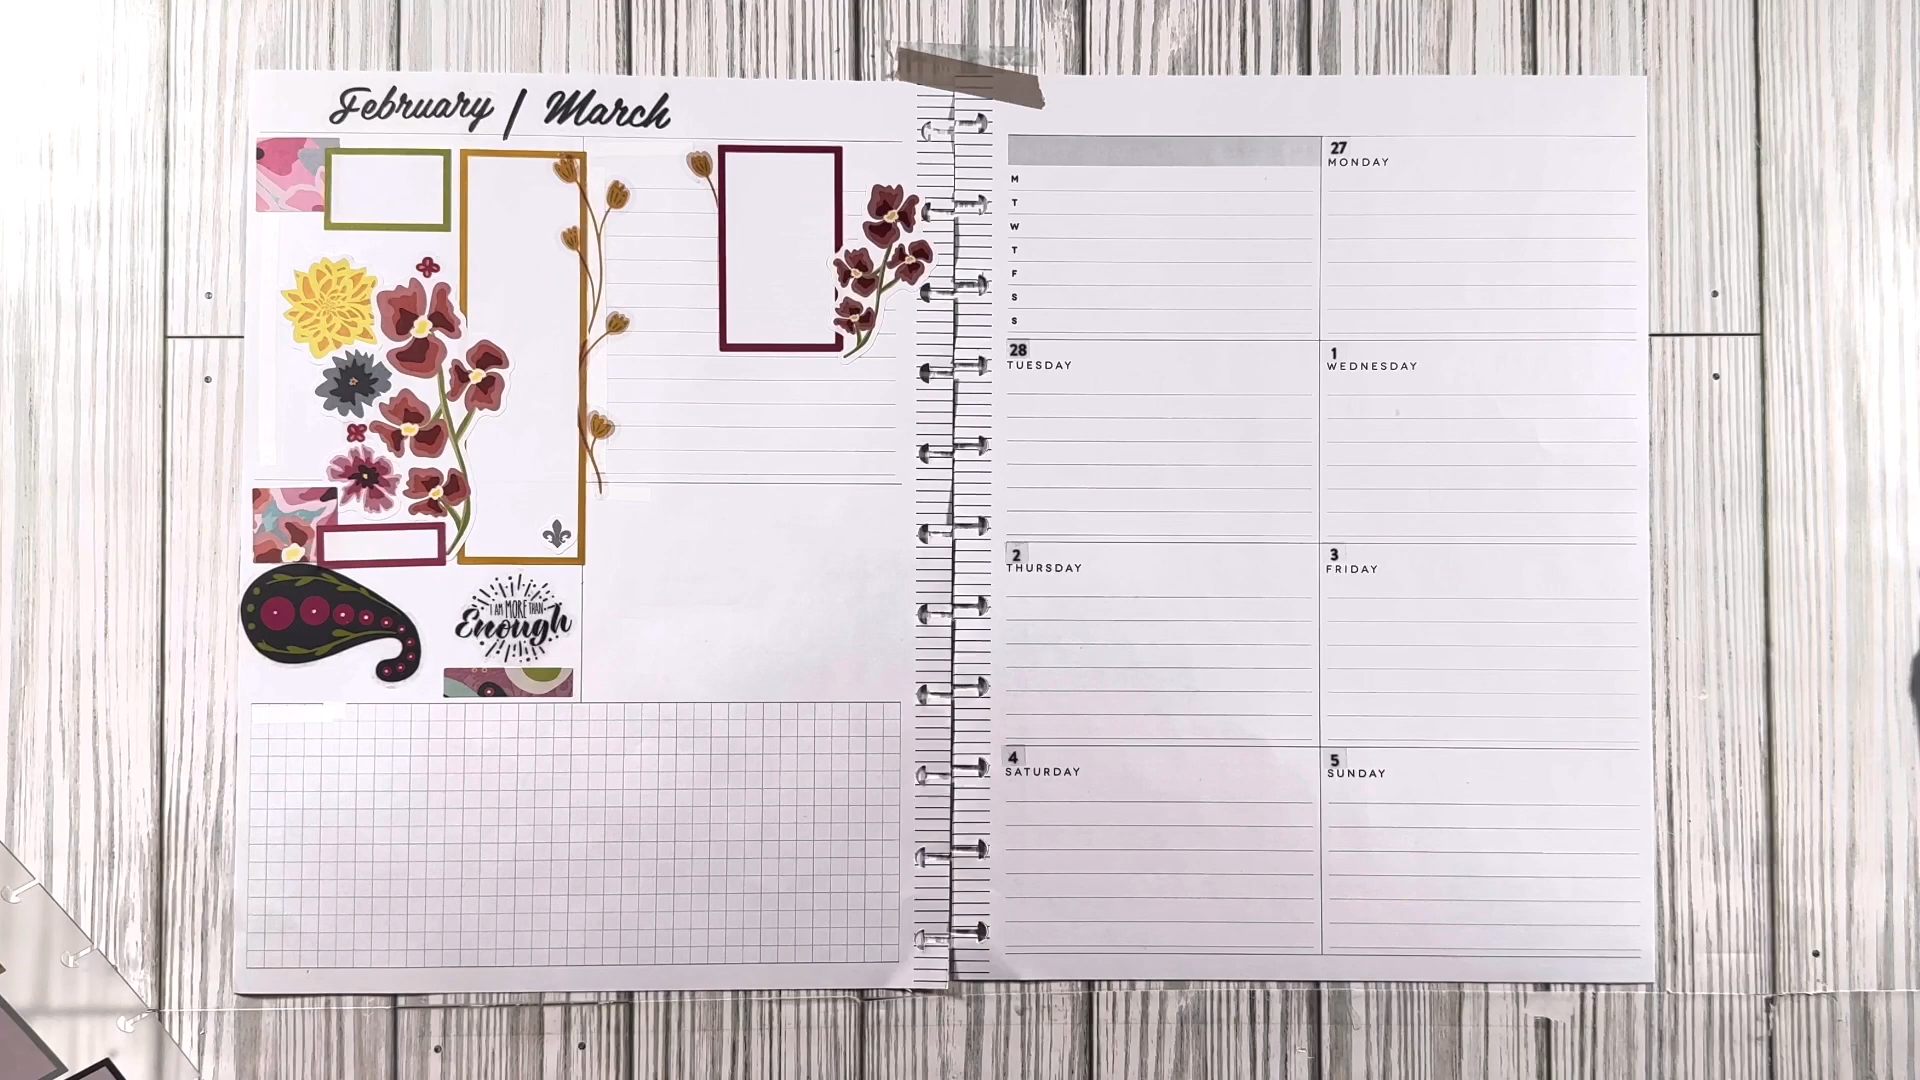 February / March
I AM MORE THAN
Enough
M
T
W
T
F
S
S
27
MONDAY
28
TUESDAY
1
WEDNESDAY
2
THURSDAY
3
FRIDAY
4
SATURDAY
5
SUNDAY